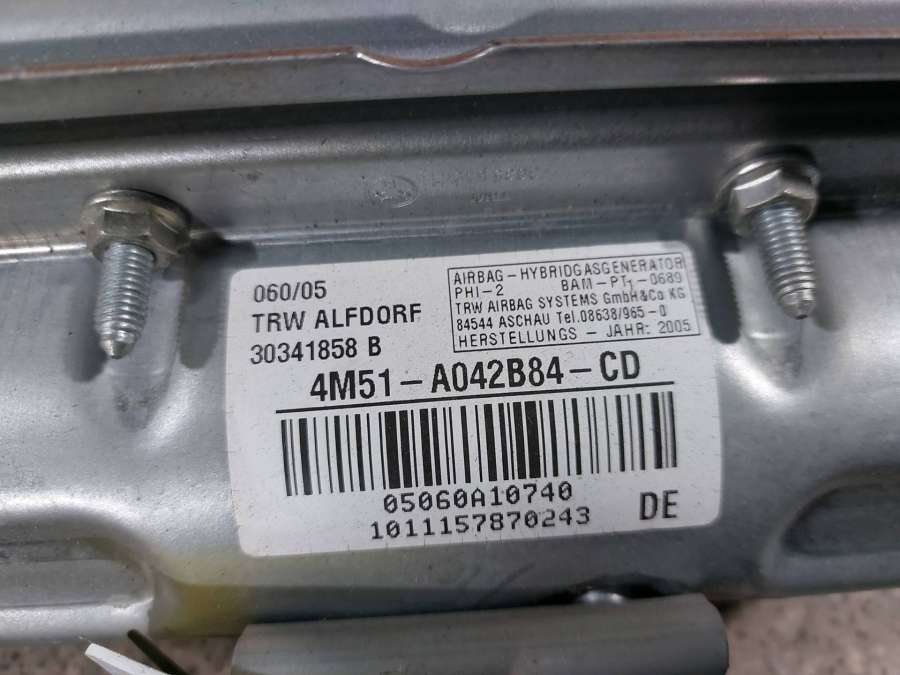 060/05
TRW ALFDORF
30341858 B
AIRBAG-HYBRIDGASGENERATOR
PHI-2 BAM-PT1-0689
TRW AIRBAG SYSTEMS GmbH&Co KG
84544 ASCHAU Tel.08638/965-0
HERSTELLUNGS - JAHR: 2005
4M51-A042B84-CD
05060A10740
1011157870243
DE